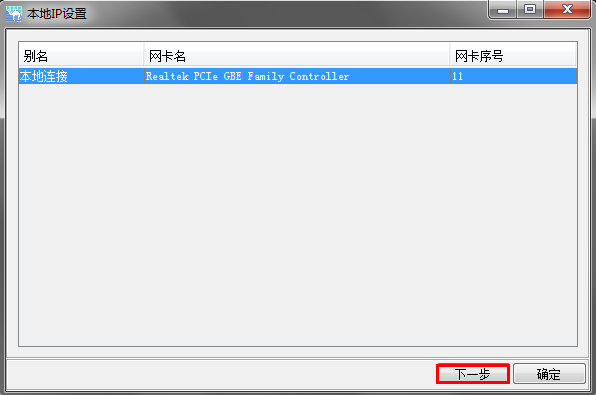 本地IP设置
别名 网卡名 网卡序号
本地连接 Realtek PCIe GBE Family Controller 11
下一步 确定